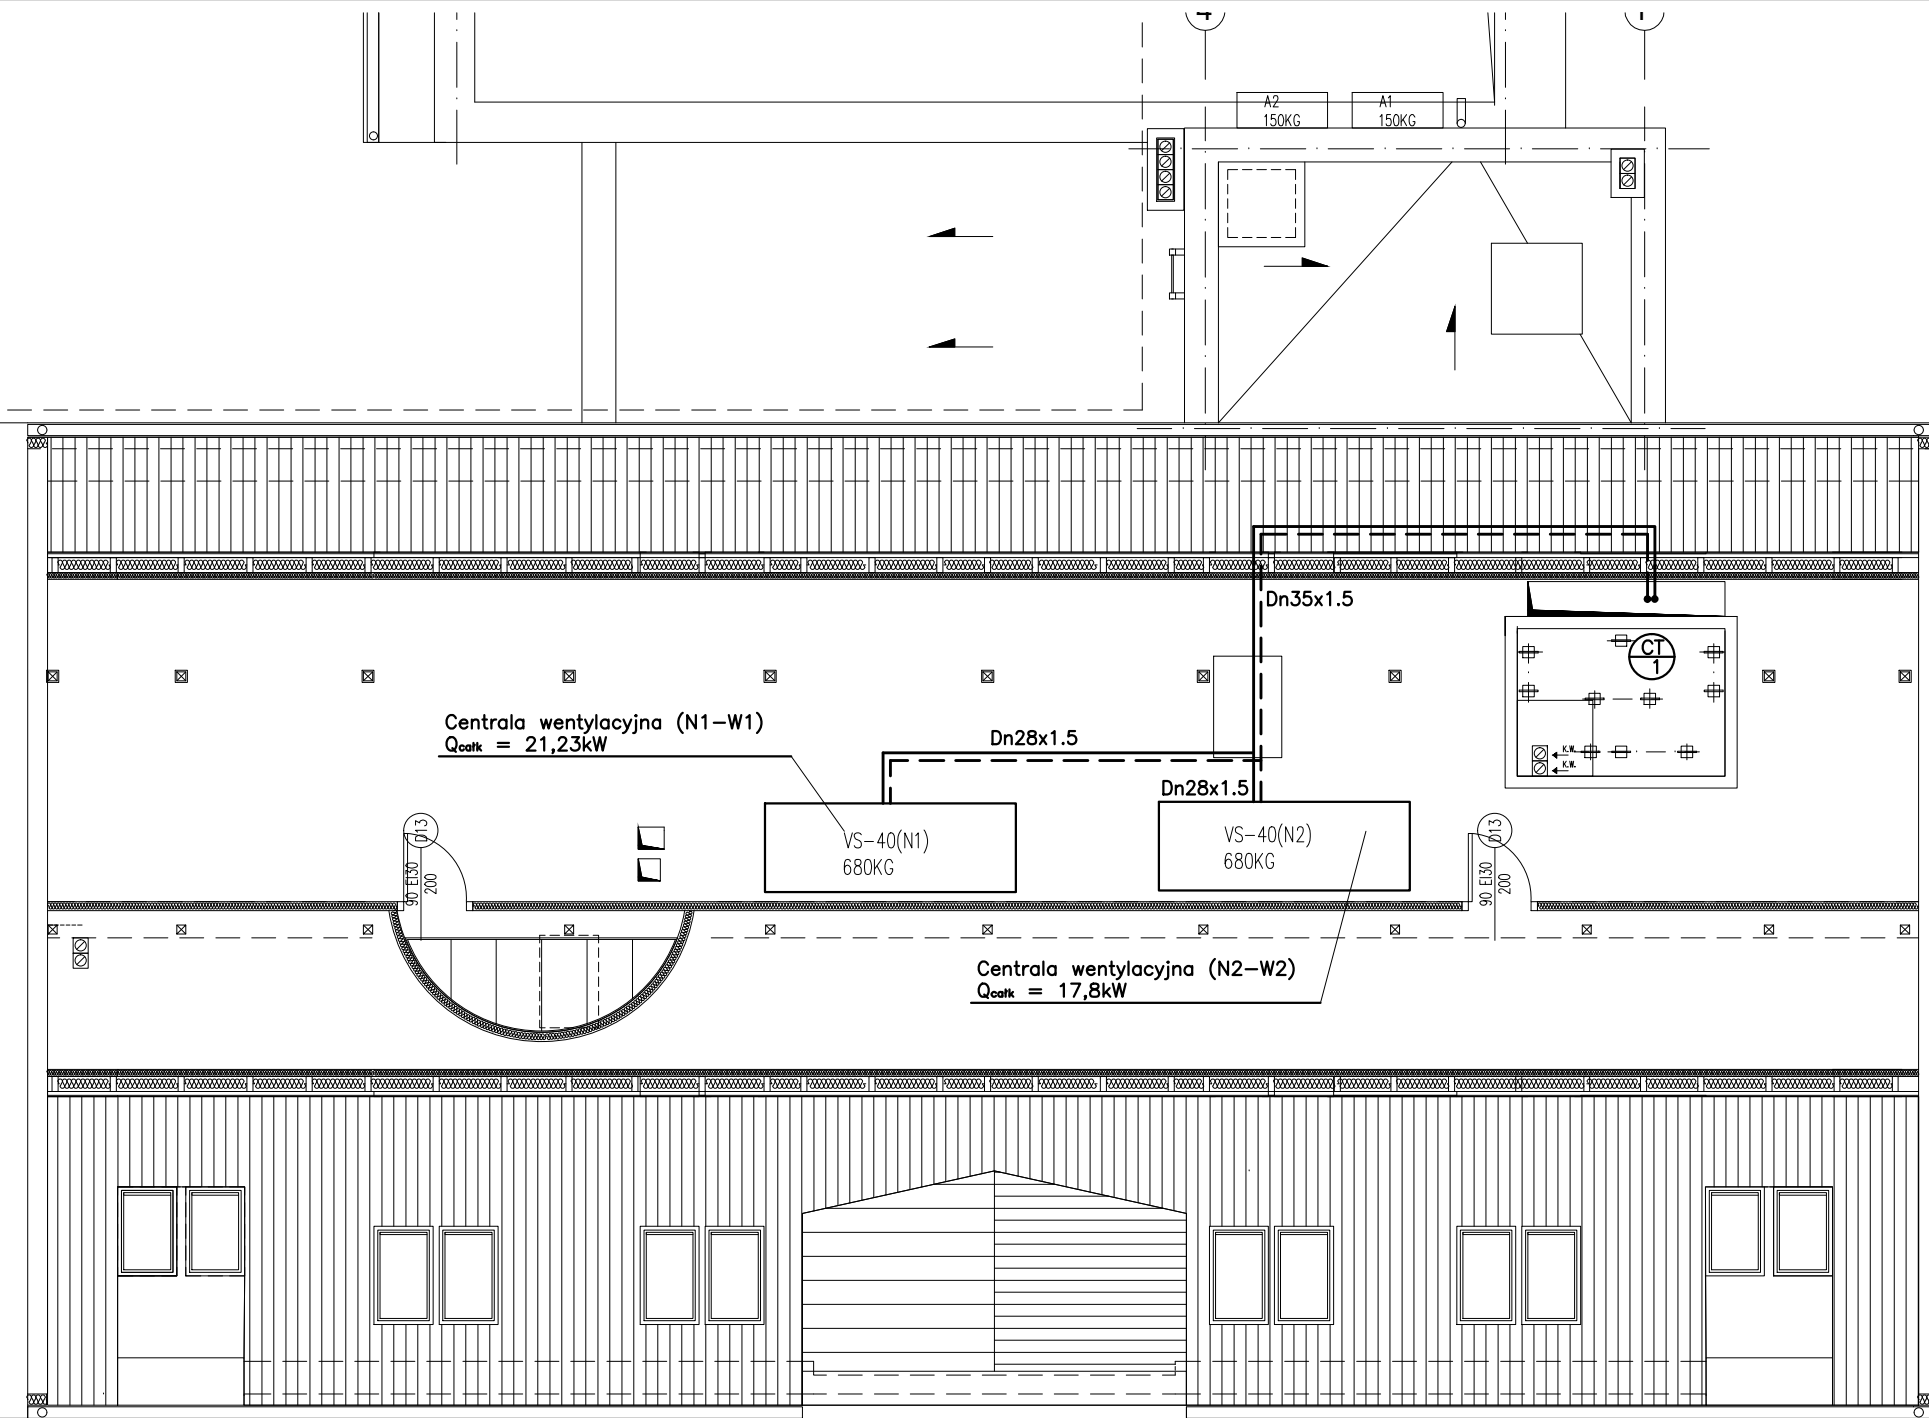 A2
150KG
A1
150KG
Dn35x1.5
CT
1
Centrala wentylacyjna (N1-W1)
Qcałk = 21,23kW
Dn28x1.5
K.W.
K.W.
Dn28x1.5
D13
90 EI30
200
VS-40(N1)
680KG
VS-40(N2)
680KG
D13
90 EI30
200
Centrala wentylacyjna (N2-W2)
Qcałk = 17,8kW